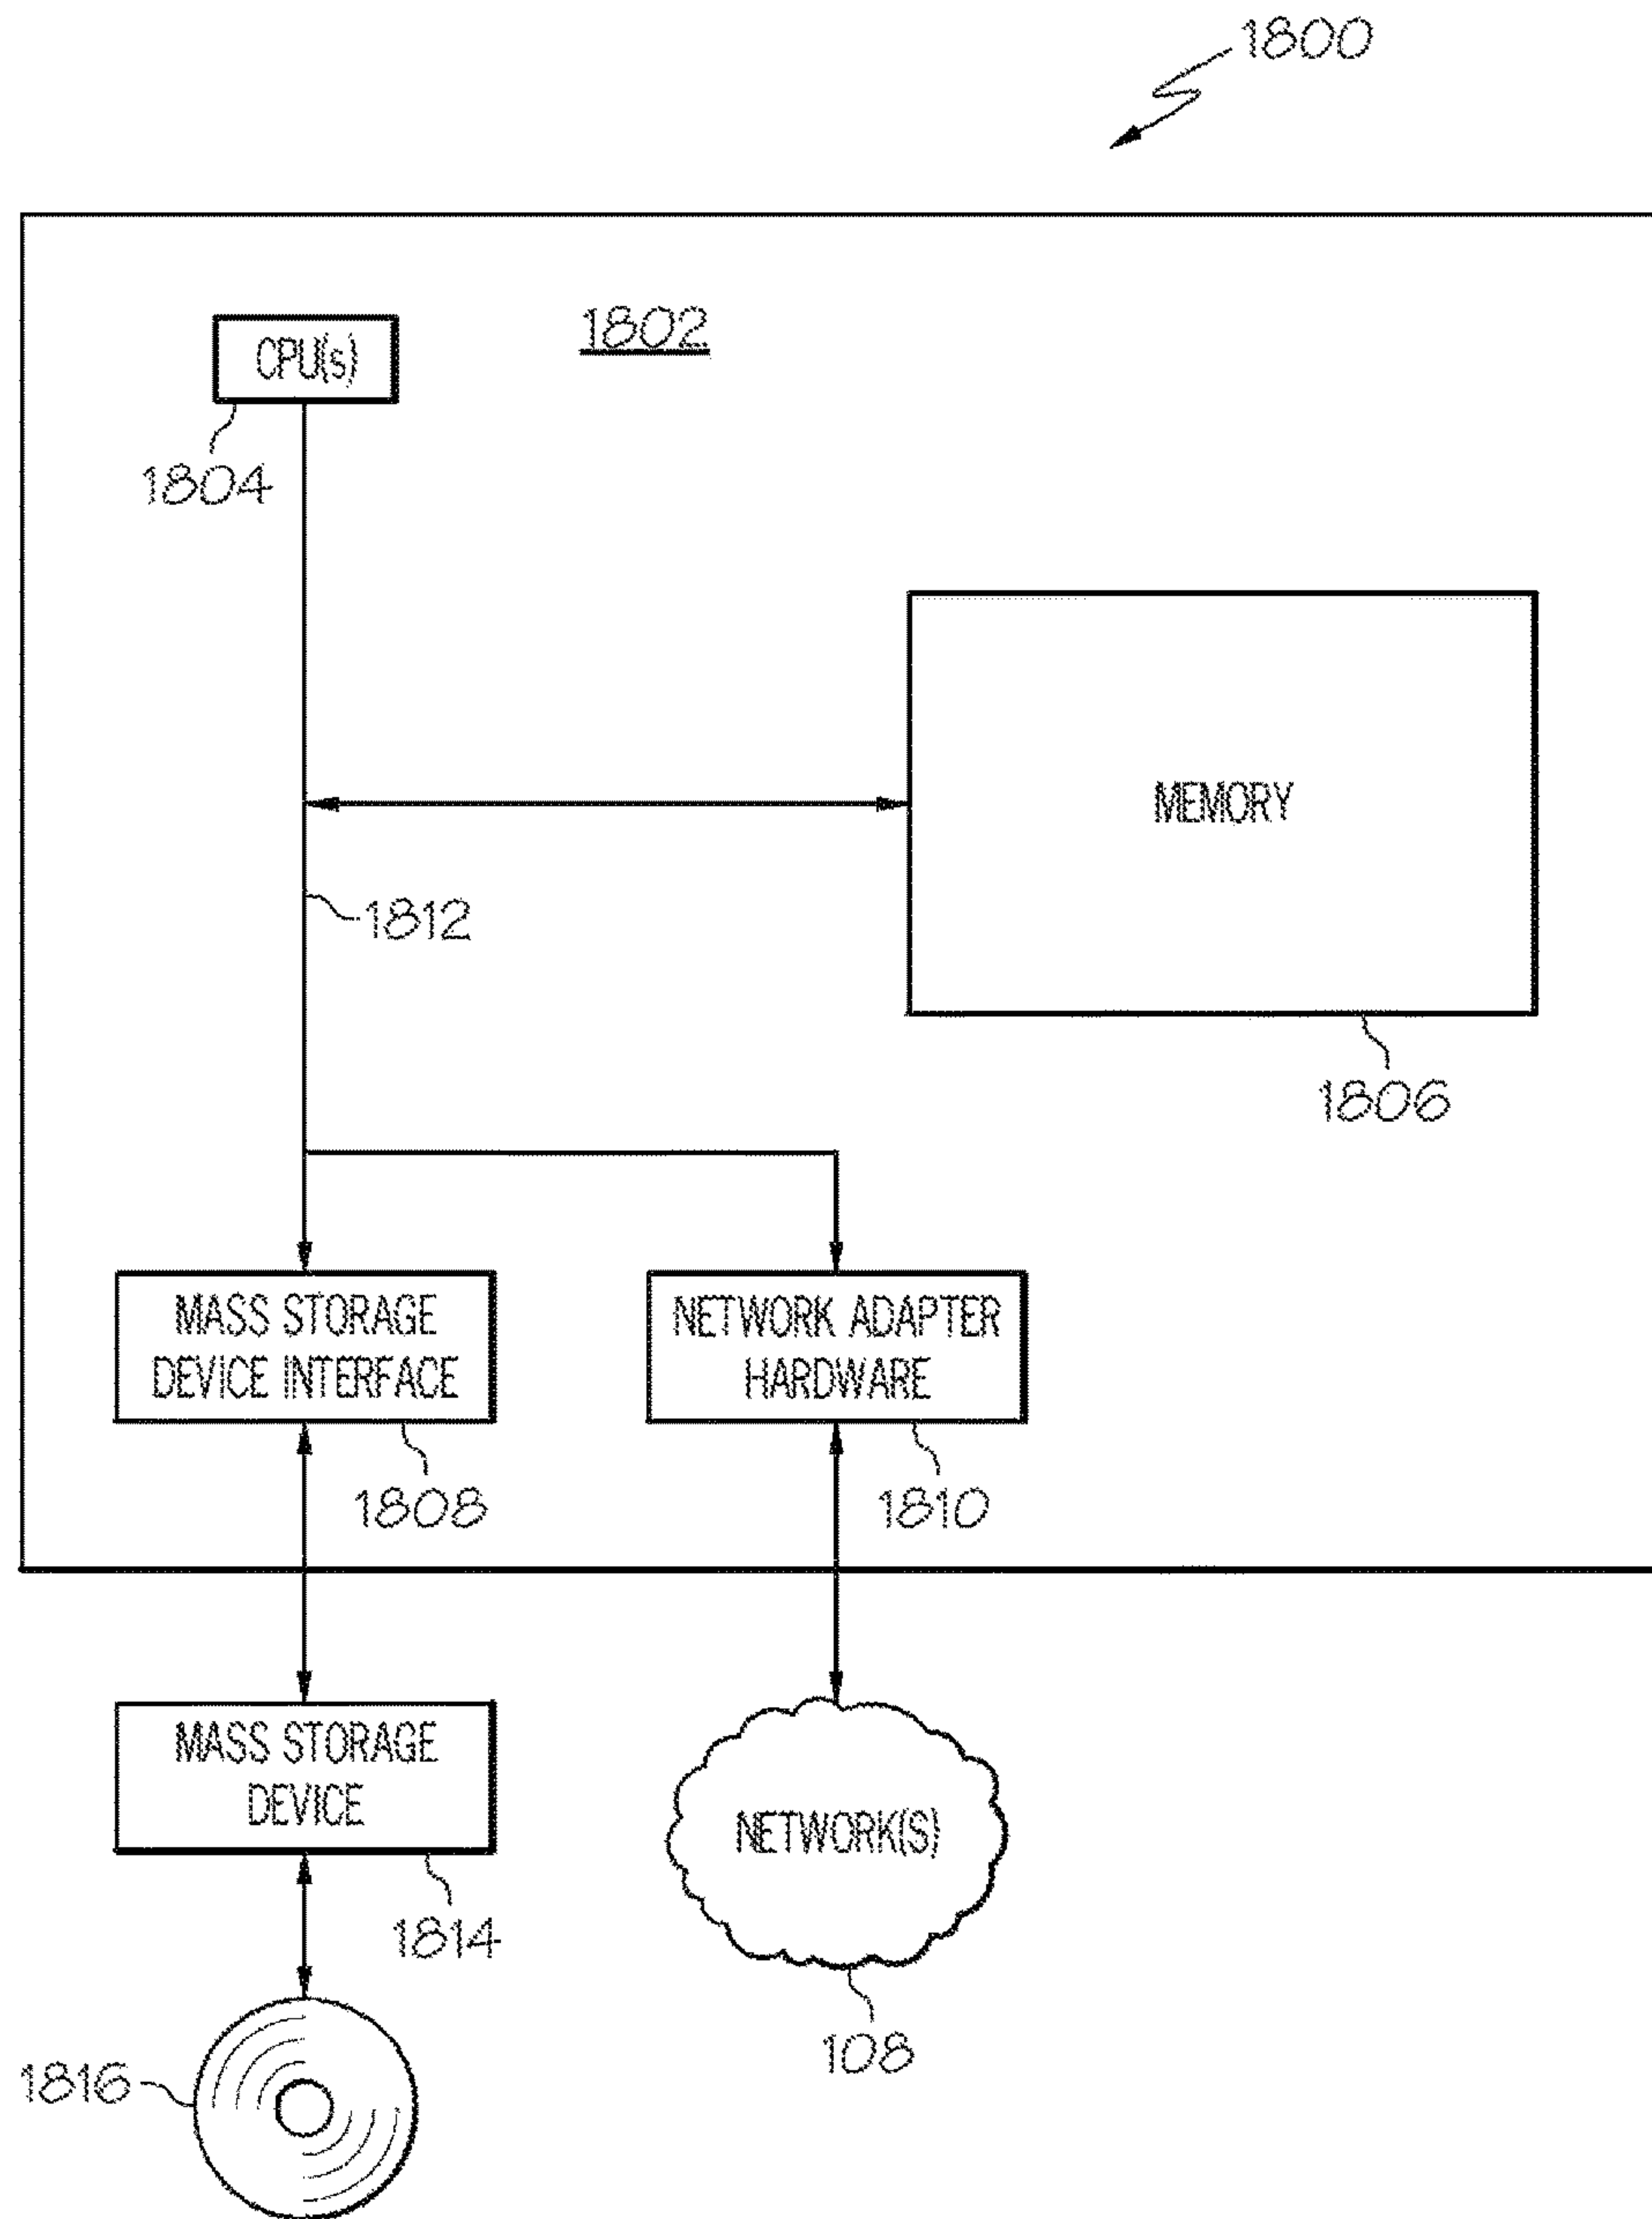 1800
1802
CPU(s)
1804
MEMORY
1812
1806
MASS STORAGE
DEVICE INTERFACE
NETWORK ADAPTER
HARDWARE
1808
1810
MASS STORAGE
DEVICE
NETWORK(S)
1814
108
1816